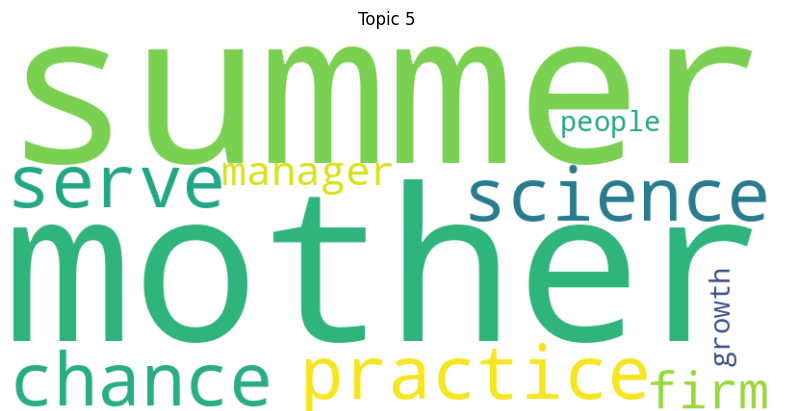 Topic 5
summer
people
serve
manager
science
mother
growth
chance
practice
firm